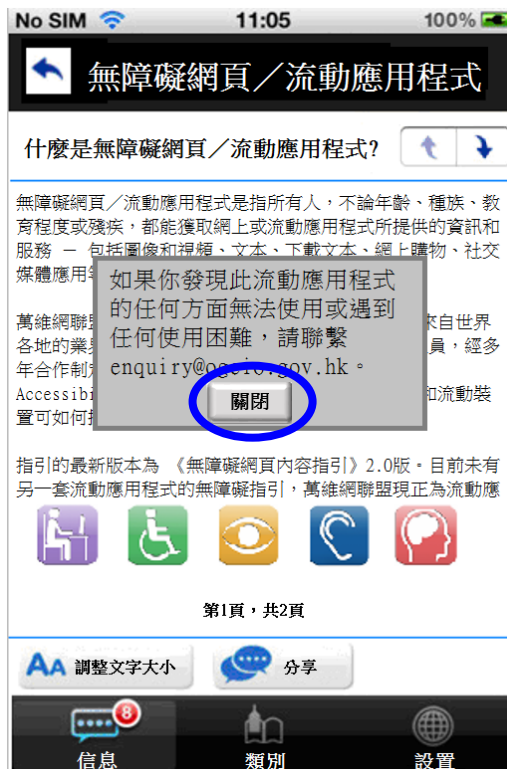 No SIM 11:05 100%
無障礙網頁／流動應用程式
什麼是無障礙網頁／流動應用程式?
無障礙網頁／流動應用程式是指所有人，不論年齡、種族、教
育程度或殘疾，都能獲取網上或流動應用程式所提供的資訊和
服務 － 包括圖像和視頻、文本、下載文本、網上購物、社交
媒體應用
如果你發現此流動應用程式
的任何方面無法使用或遇到
任何使用困難，請聯繫
enquiry@ogcio.gov.hk。
關閉
萬維網聯 來自世界
各地的業 員，經多
年合作制
Accessibi 和流動裝
置可如何
指引的最新版本為 《無障礙網頁內容指引》2.0版。目前未有
另一套流動應用程式的無障礙指引，萬維網聯盟現正為流動應
第1頁，共2頁
AA 調整文字大小 分享
8
信息 類別 設置